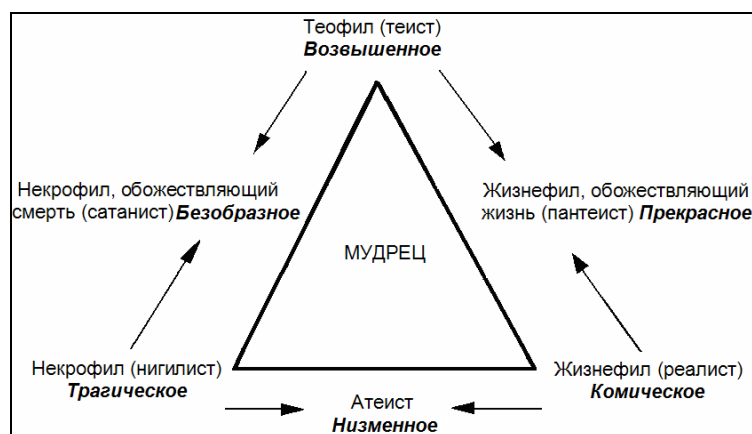 Теофил (теист)
Возвышенное
Некрофил, обожествляющий
смерть (сатанист) Безобразное
Жизнефил, обожествляющий
жизнь (пантеист) Прекрасное
МУДРЕЦ
Некрофил (нигилист)
Трагическое
Жизнефил (реалист)
Комическое
Атеист
Низменное